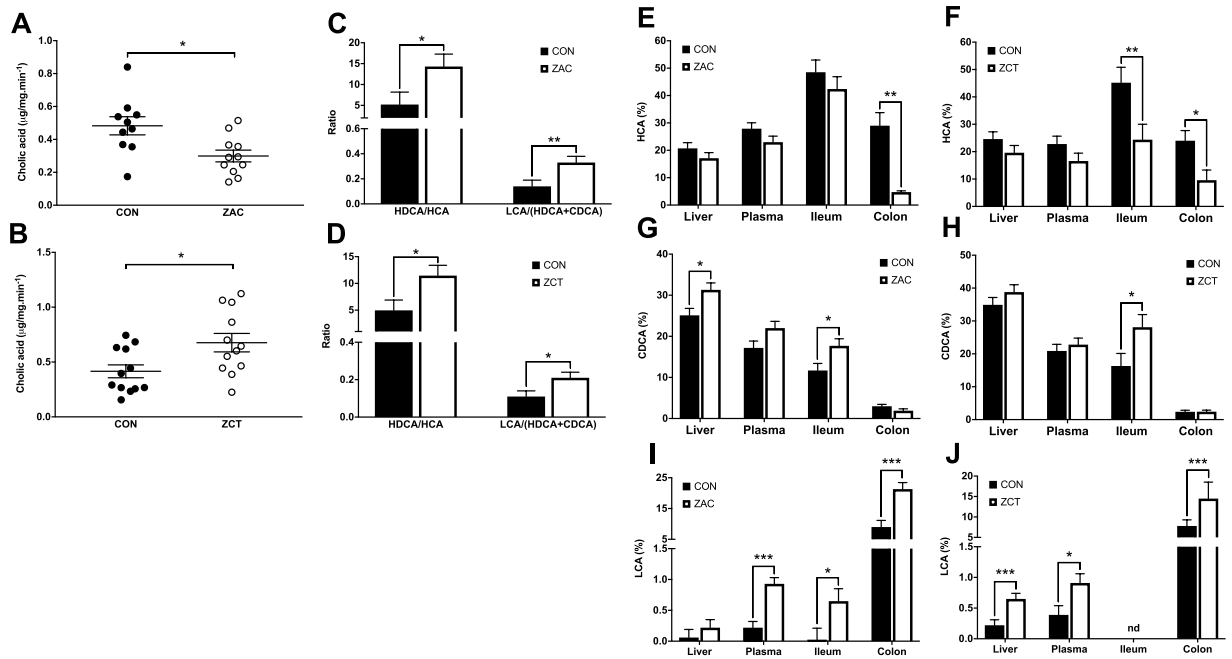 A
Cholic acid (μg/mg.min-1)
1.0
0.8
0.6
0.4
0.2
0.0
*
CON
ZAC
B
Cholic acid (μg/mg.min-1)
1.5
1.0
0.5
0.0
*
CON
ZCT
C
Ratio
20
15
10
5
0.6
0.4
0.2
0.0
*
**
CON
ZAC
HDCA/HCA
LCA/(HDCA+CDCA)
D
Ratio
15
10
5
0.4
0.2
0.0
*
*
CON
ZCT
HDCA/HCA
LCA/(HDCA+CDCA)
E
HCA (%)
60
50
40
30
20
10
0
CON
ZAC
**
Liver
Plasma
Ileum
Colon
F
HCA (%)
60
50
40
30
20
10
0
CON
ZCT
**
*
Liver
Plasma
Ileum
Colon
G
CDCA (%)
40
30
20
10
0
*
*
CON
ZAC
Liver
Plasma
Ileum
Colon
H
CDCA (%)
50
40
30
20
10
0
CON
ZCT
*
Liver
Plasma
Ileum
Colon
I
LCA (%)
25
15
5
1.5
1.0
0.5
0.0
CON
ZAC
***
*
***
Liver
Plasma
Ileum
Colon
J
LCA (%)
20
15
10
5
1.5
1.0
0.5
0.0
CON
ZCT
***
*
nd
***
Liver
Plasma
Ileum
Colon